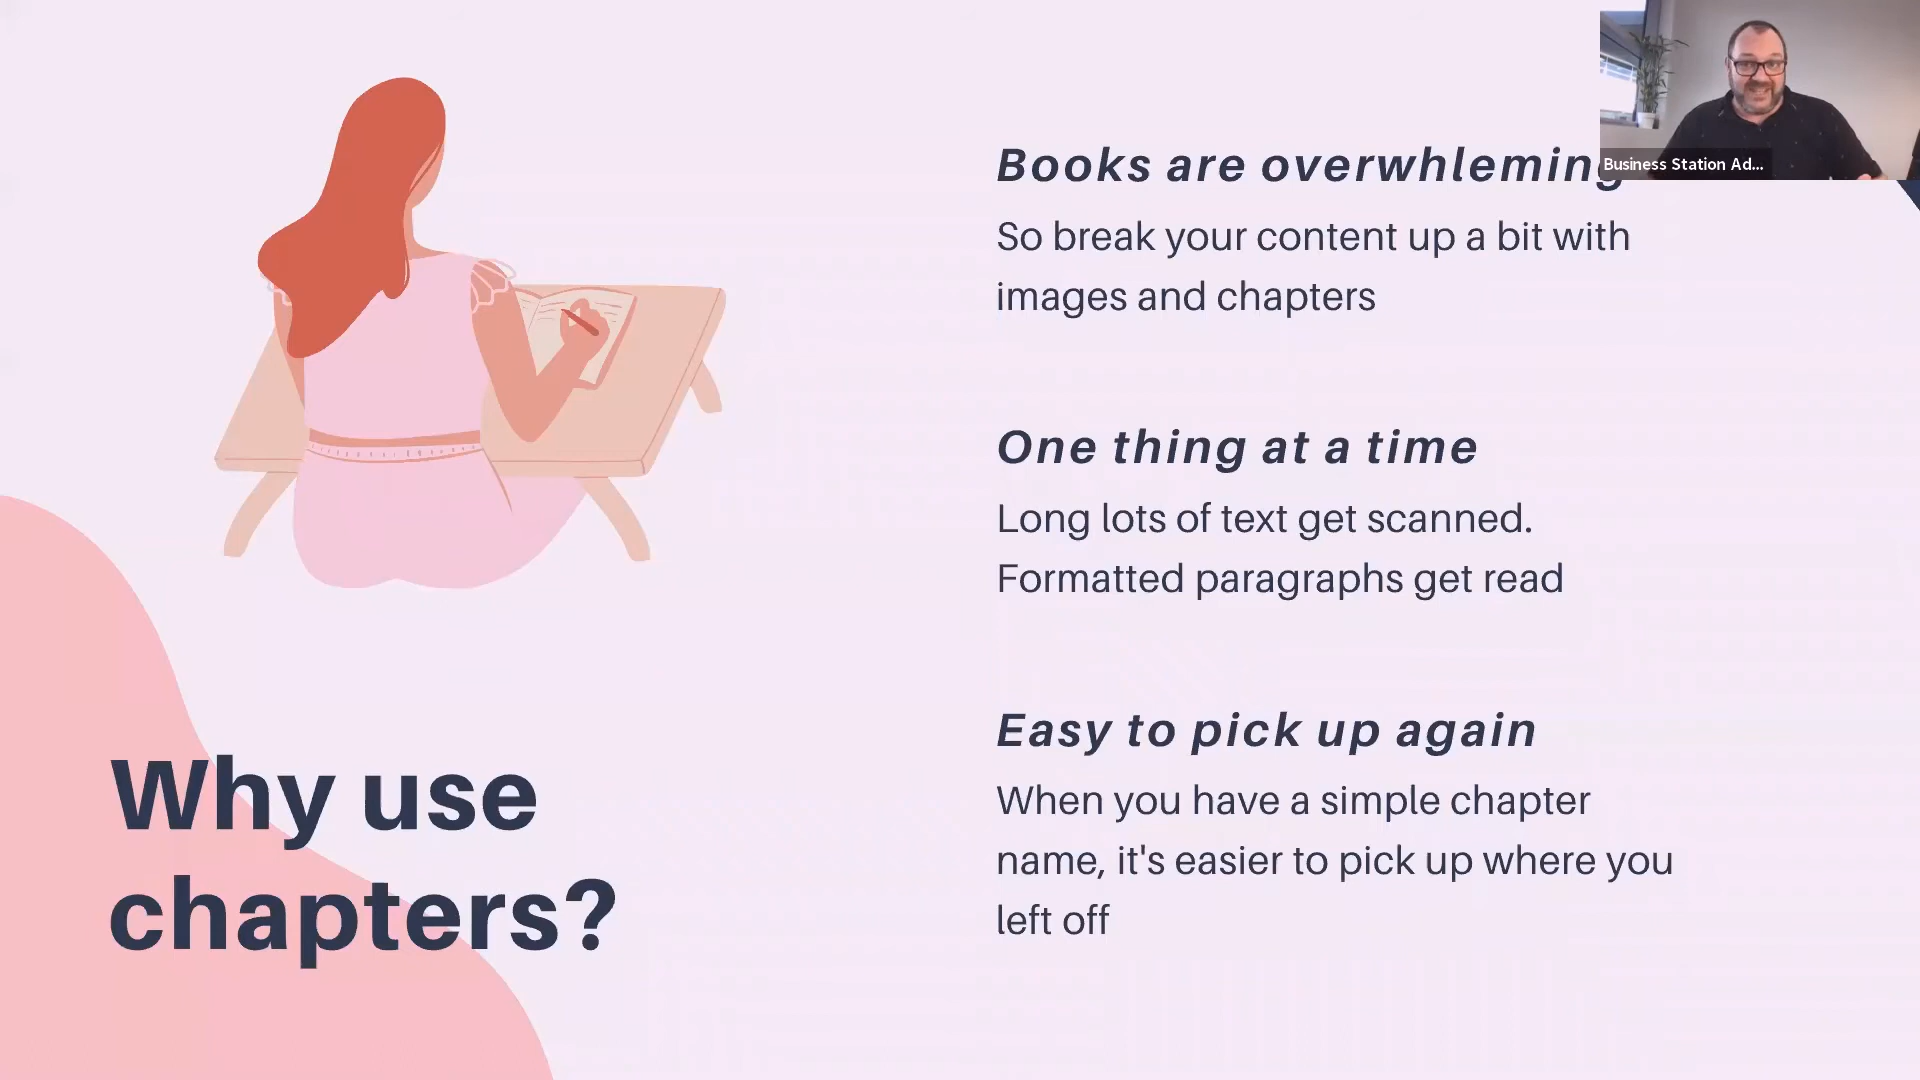 Books are overwhleming
Business Station Ad...
So break your content up a bit with
images and chapters
One thing at a time
Long lots of text get scanned.
Formatted paragraphs get read
Easy to pick up again
When you have a simple chapter
name, it's easier to pick up where you
left off
Why use
chapters?